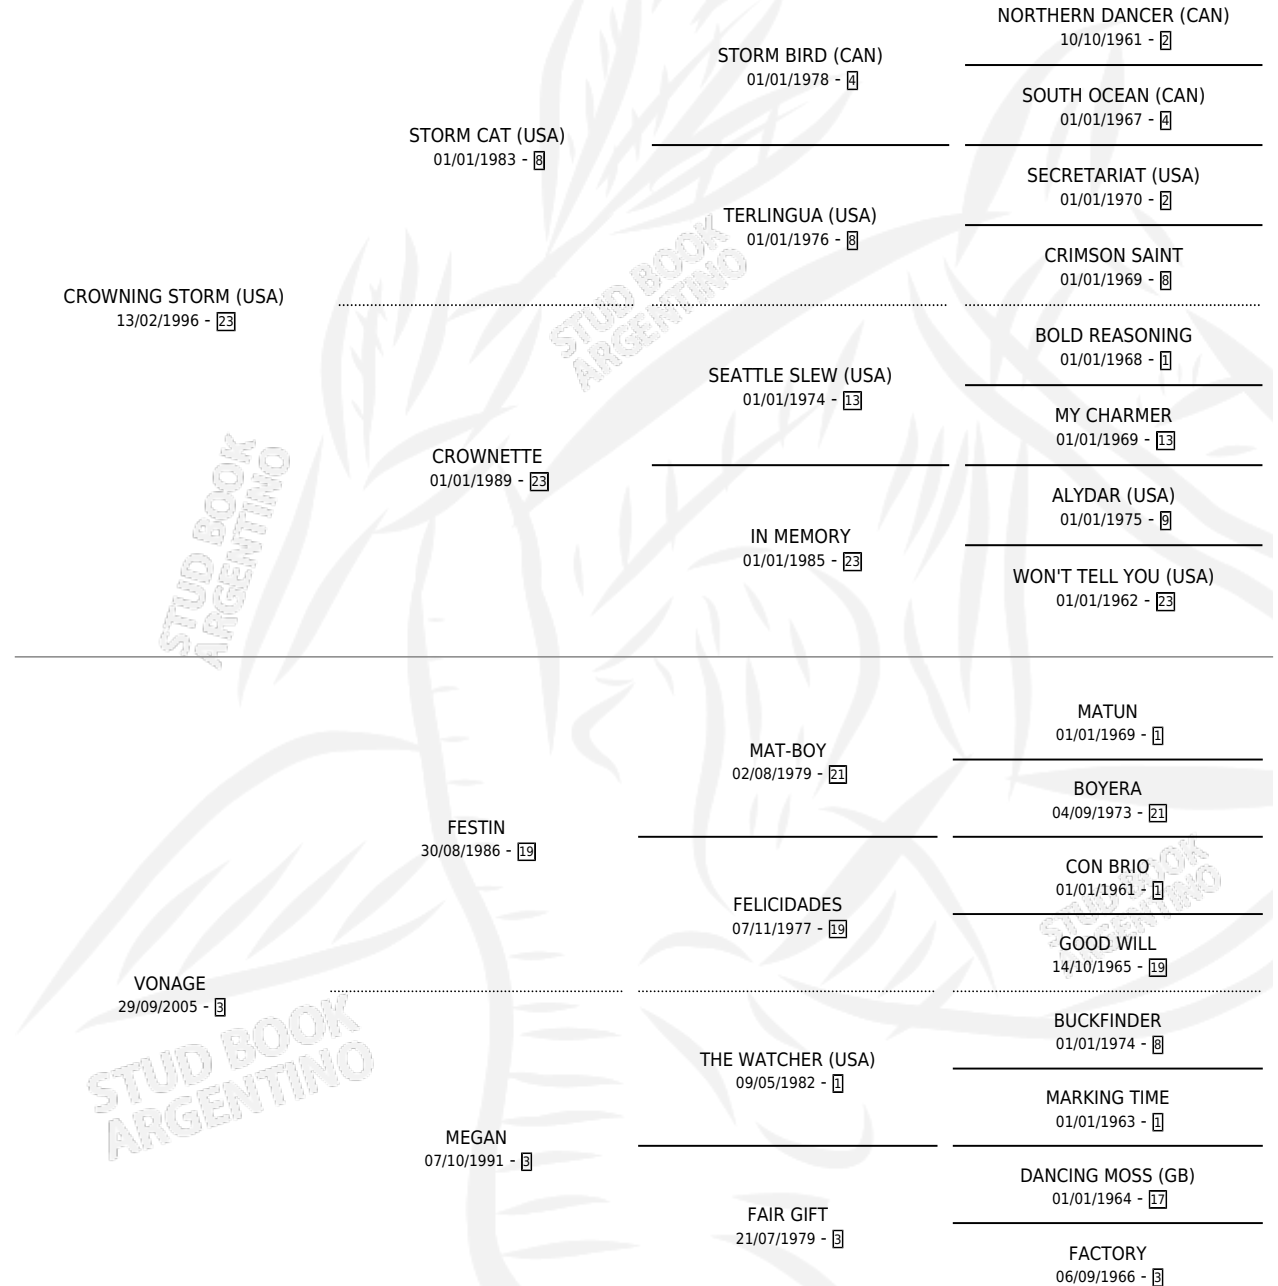 NORTHERN DANCER (CAN)
10/10/1961 - 2
STORM BIRD (CAN)
01/01/1978 - 4
SOUTH OCEAN (CAN)
01/01/1967 - 4
STORM CAT (USA)
01/01/1983 - 8
SECRETARIAT (USA)
01/01/1970 - 2
TERLINGUA (USA)
01/01/1976 - 8
CRIMSON SAINT
01/01/1969 - 8
CROWNING STORM (USA)
13/02/1996 - 23
BOLD REASONING
01/01/1968 - 1
SEATTLE SLEW (USA)
01/01/1974 - 13
MY CHARMER
01/01/1969 - 13
CROWNETTE
01/01/1989 - 23
ALYDAR (USA)
01/01/1975 - 9
IN MEMORY
01/01/1985 - 23
WON'T TELL YOU (USA)
01/01/1962 - 23
MATUN
01/01/1969 - 1
MAT-BOY
02/08/1979 - 21
BOYERA
04/09/1973 - 21
FESTIN
30/08/1986 - 19
CON BRIO
01/01/1961 - 1
FELICIDADES
07/11/1977 - 19
GOOD WILL
14/10/1965 - 19
VONAGE
29/09/2005 - 3
BUCKFINDER
01/01/1974 - 8
THE WATCHER (USA)
09/05/1982 - 1
MARKING TIME
01/01/1963 - 1
MEGAN
07/10/1991 - 3
DANCING MOSS (GB)
01/01/1964 - 17
FAIR GIFT
21/07/1979 - 3
FACTORY
06/09/1966 - 3
STUD BOOK
ARGENTINO
STUD BOOK
ARGENTINO
STUD BOOK
ARGENTINO
STUD BOOK
ARGENTINO